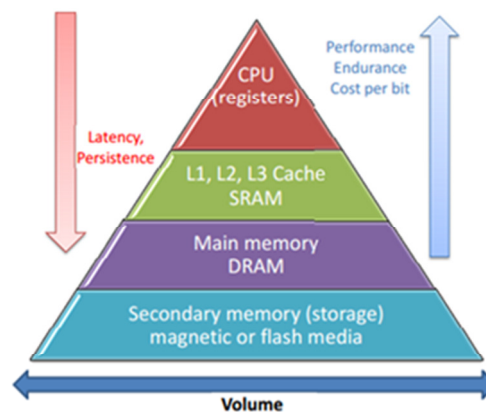 CPU
(registers)
Performance
Endurance
Cost per bit
Latency,
Persistence
L1, L2, L3 Cache
SRAM
Main memory
DRAM
Secondary memory (storage)
magnetic or flash media
Volume